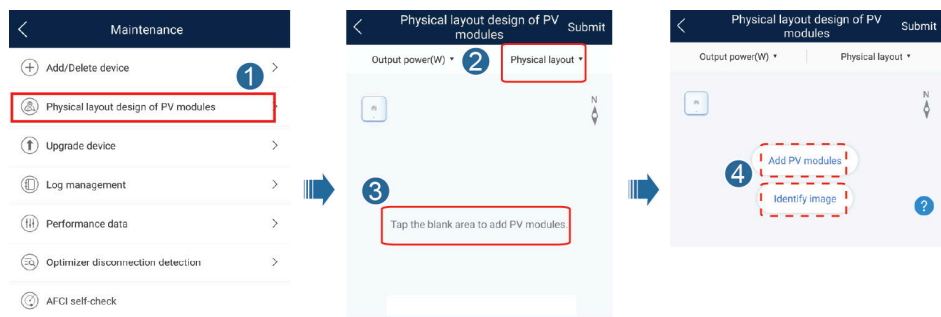 Maintenance
Add/Delete device
1
Physical layout design of PV modules
Upgrade device
Log management
Performance data
Optimizer disconnection detection
AFCI self-check
Physical layout design of PV
modules
Submit
Output power(W)
2
Physical layout
N
3
Tap the blank area to add PV modules.
Physical layout design of PV
modules
Submit
Output power(W)
Physical layout
N
Add PV modules
4
Identify image
?